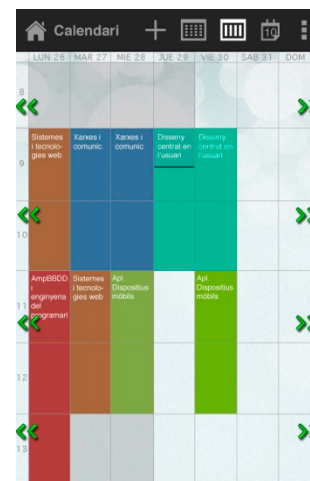 Calendari
10
LUN 26 MAR 27 MIE 28 JUE 29 VIE 30 SAB 31 DOM
8
9
Sistemes
i tecnolo-
gies web
Xarxes i
comunic.
Xarxes i
comunic.
Disseny
central en
l'usuari
Disseny
central en
l'usuari
10
11
AmpBBDD
i
enginyeria
del
programari
Sistemes
i tecnolo-
gies web
Apl.
Dispositius
mòbils
Apl.
Dispositius
mòbils
12
13